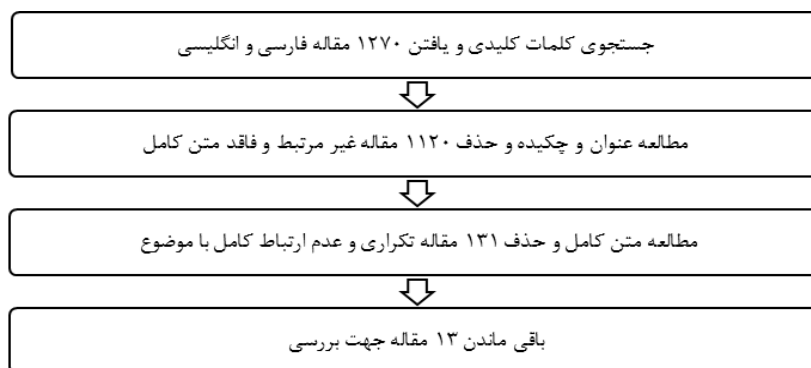 جستجوی کلمات کلیدی و یافتن ۱۲۷۰ مقاله فارسی و انگلیسی
مطالعه عنوان و چکیده و حذف ۱۱۲۰ مقاله غیر مرتبط و فاقد متن کامل
مطالعه متن کامل و حذف ۱۳۱ مقاله تکراری و عدم ارتباط کامل با موضوع
باقی ماندن ۱۳ مقاله جهت بررسی